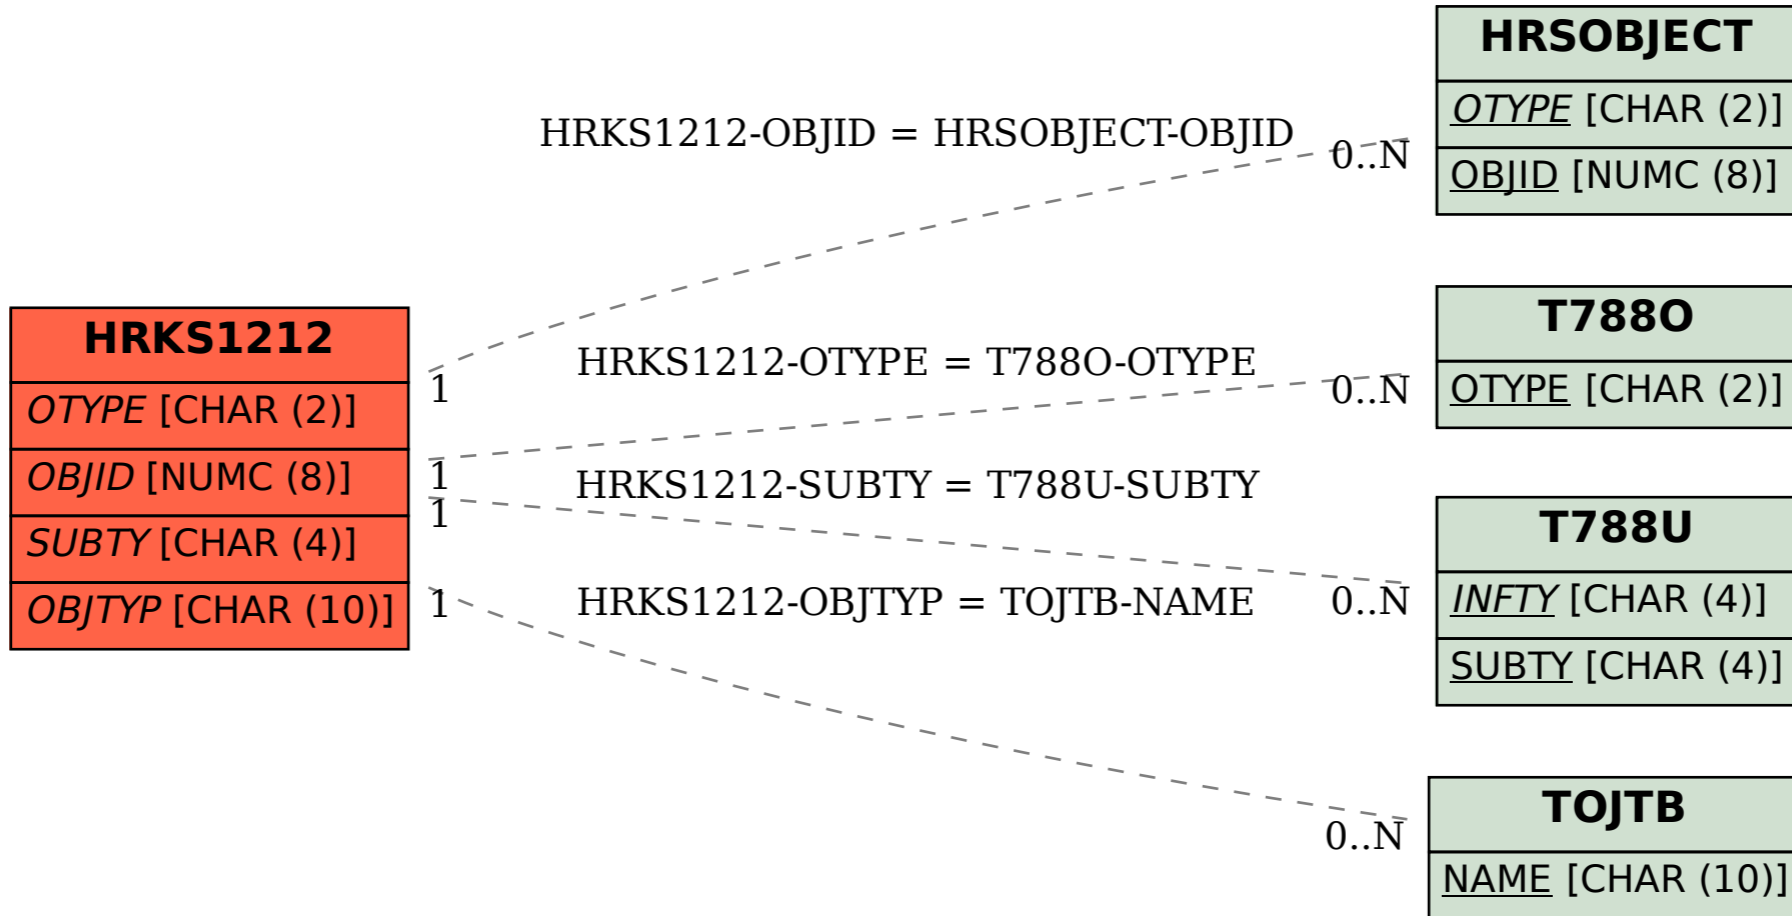 HRKS1212
OTYPE [CHAR (2)]
OBJID [NUMC (8)]
SUBTY [CHAR (4)]
OBJTYP [CHAR (10)]
HRKS1212-OBJID = HRSOBJECT-OBJID
1
0..N
HRKS1212-OTYPE = T788O-OTYPE
1
0..N
HRKS1212-SUBTY = T788U-SUBTY
1
0..N
HRKS1212-OBJTYP = TOJTB-NAME
1
0..N
HRSOBJECT
OTYPE [CHAR (2)]
OBJID [NUMC (8)]
T788O
OTYPE [CHAR (2)]
T788U
INFTY [CHAR (4)]
SUBTY [CHAR (4)]
TOJTB
NAME [CHAR (10)]